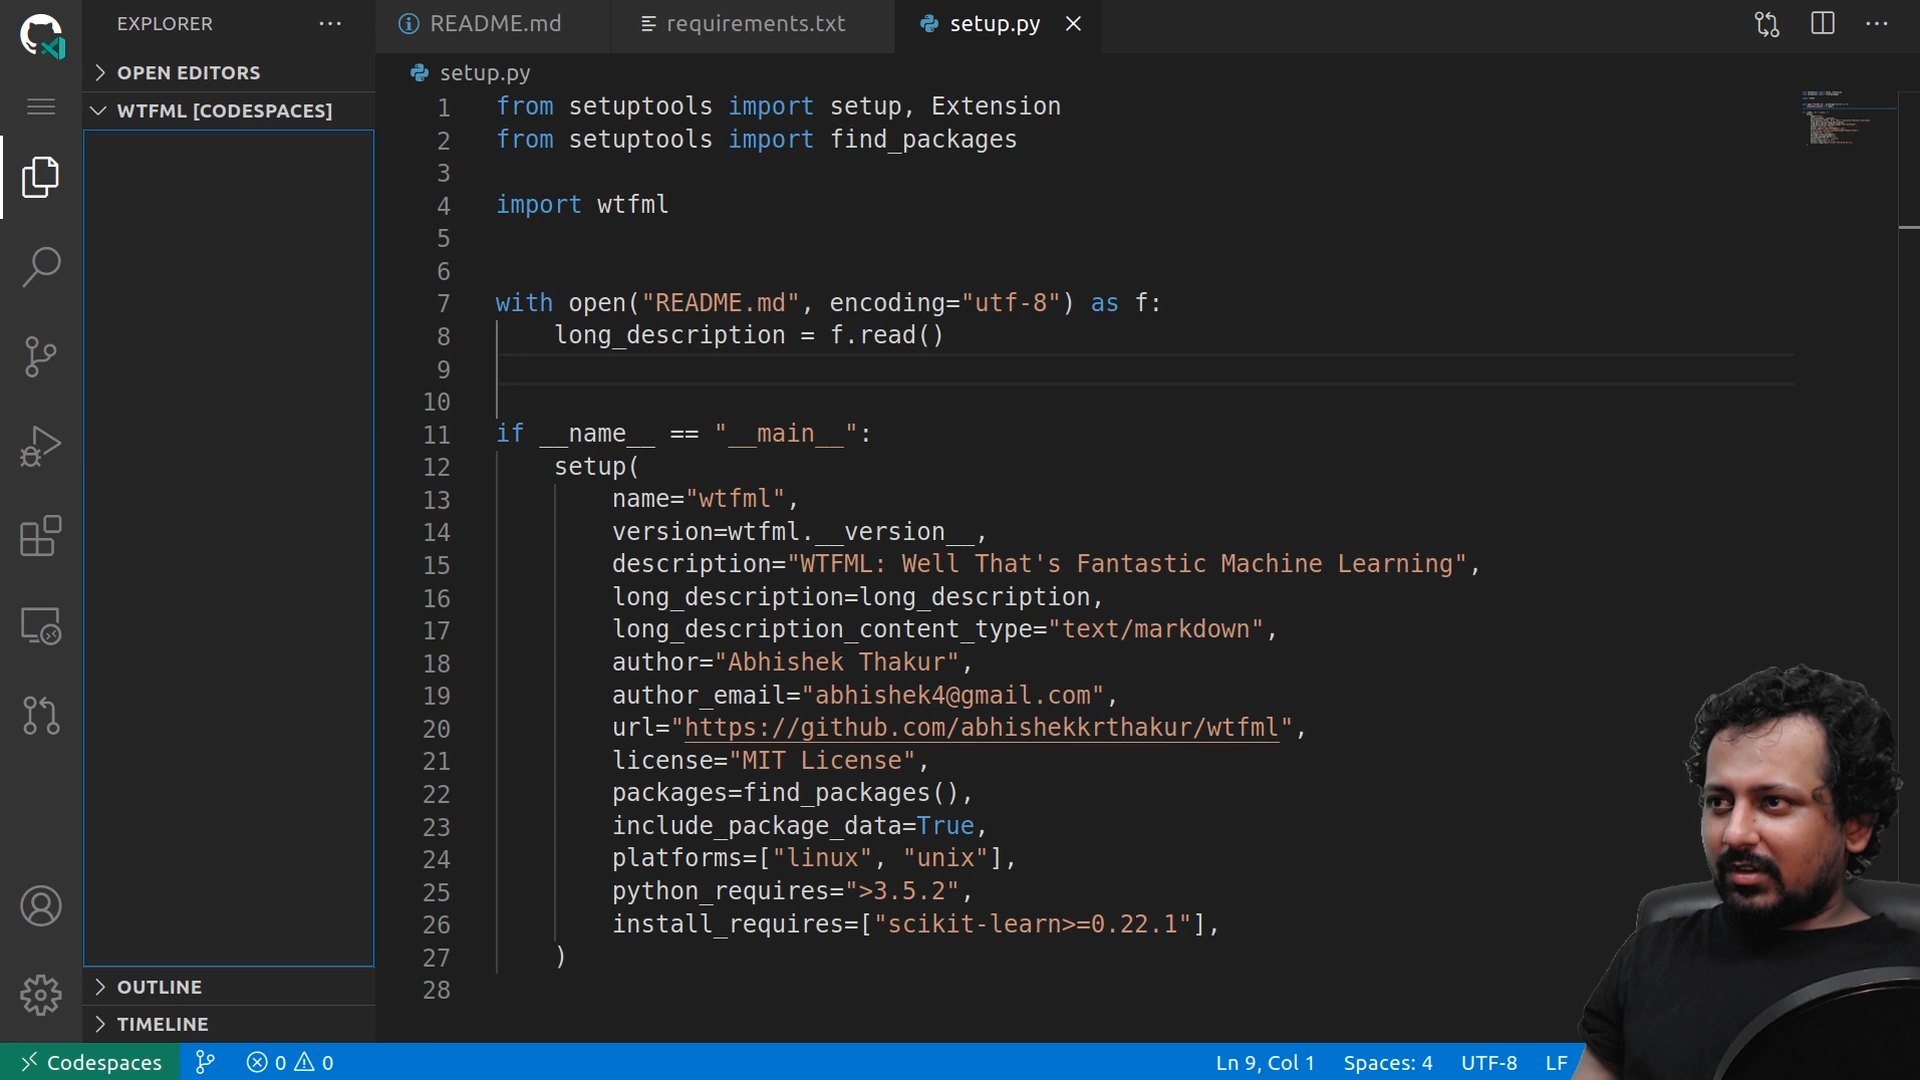 EXPLORER
README.md
requirements.txt
setup.py
OPEN EDITORS
WTFML [CODESPACES]
setup.py
1 from setuptools import setup, Extension
2 from setuptools import find_packages
3
4 import wtfml
5
6
7 with open("README.md", encoding="utf-8") as f:
8 long_description = f.read()
9
10
11 if __name__ == "__main__":
12 setup(
13 name="wtfml",
14 version=wtfml.__version__,
15 description="WTFML: Well That's Fantastic Machine Learning",
16 long_description=long_description,
17 long_description_content_type="text/markdown",
18 author="Abhishek Thakur",
19 author_email="abhishek4@gmail.com",
20 url="https://github.com/abhishekkrthakur/wtfml",
21 license="MIT License",
22 packages=find_packages(),
23 include_package_data=True,
24 platforms=["linux", "unix"],
25 python_requires=">3.5.2",
26 install_requires=["scikit-learn>=0.22.1"],
27 )
28
OUTLINE
TIMELINE
Codespaces
0 0
Ln 9, Col 1
Spaces: 4
UTF-8
LF